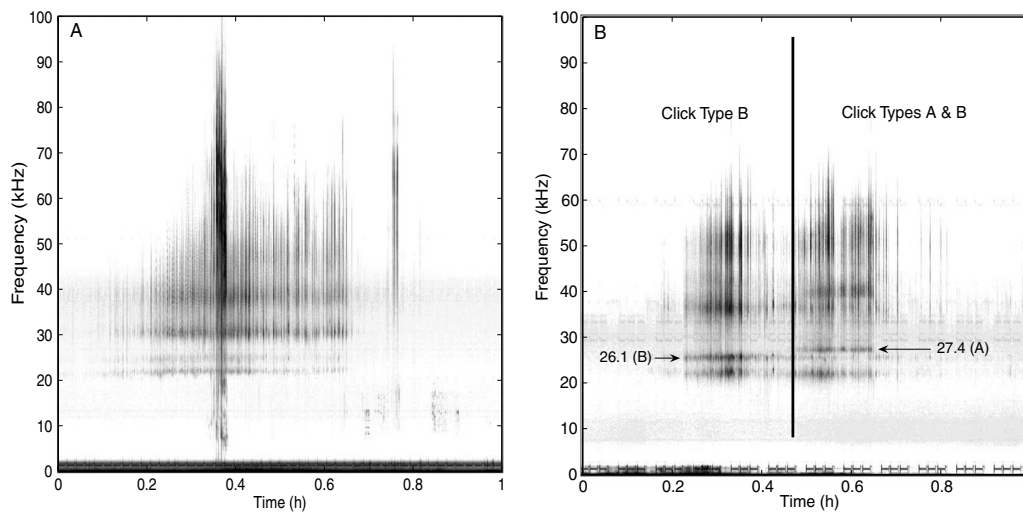 A
Frequency (kHz)
100
90
80
70
60
50
40
30
20
10
0
0 0.2 0.4 0.6 0.8 1
Time (h)
B
Click Type B
Click Types A & B
26.1 (B)
27.4 (A)
Frequency (kHz)
100
90
80
70
60
50
40
30
20
10
0
0 0.2 0.4 0.6 0.8
Time (h)